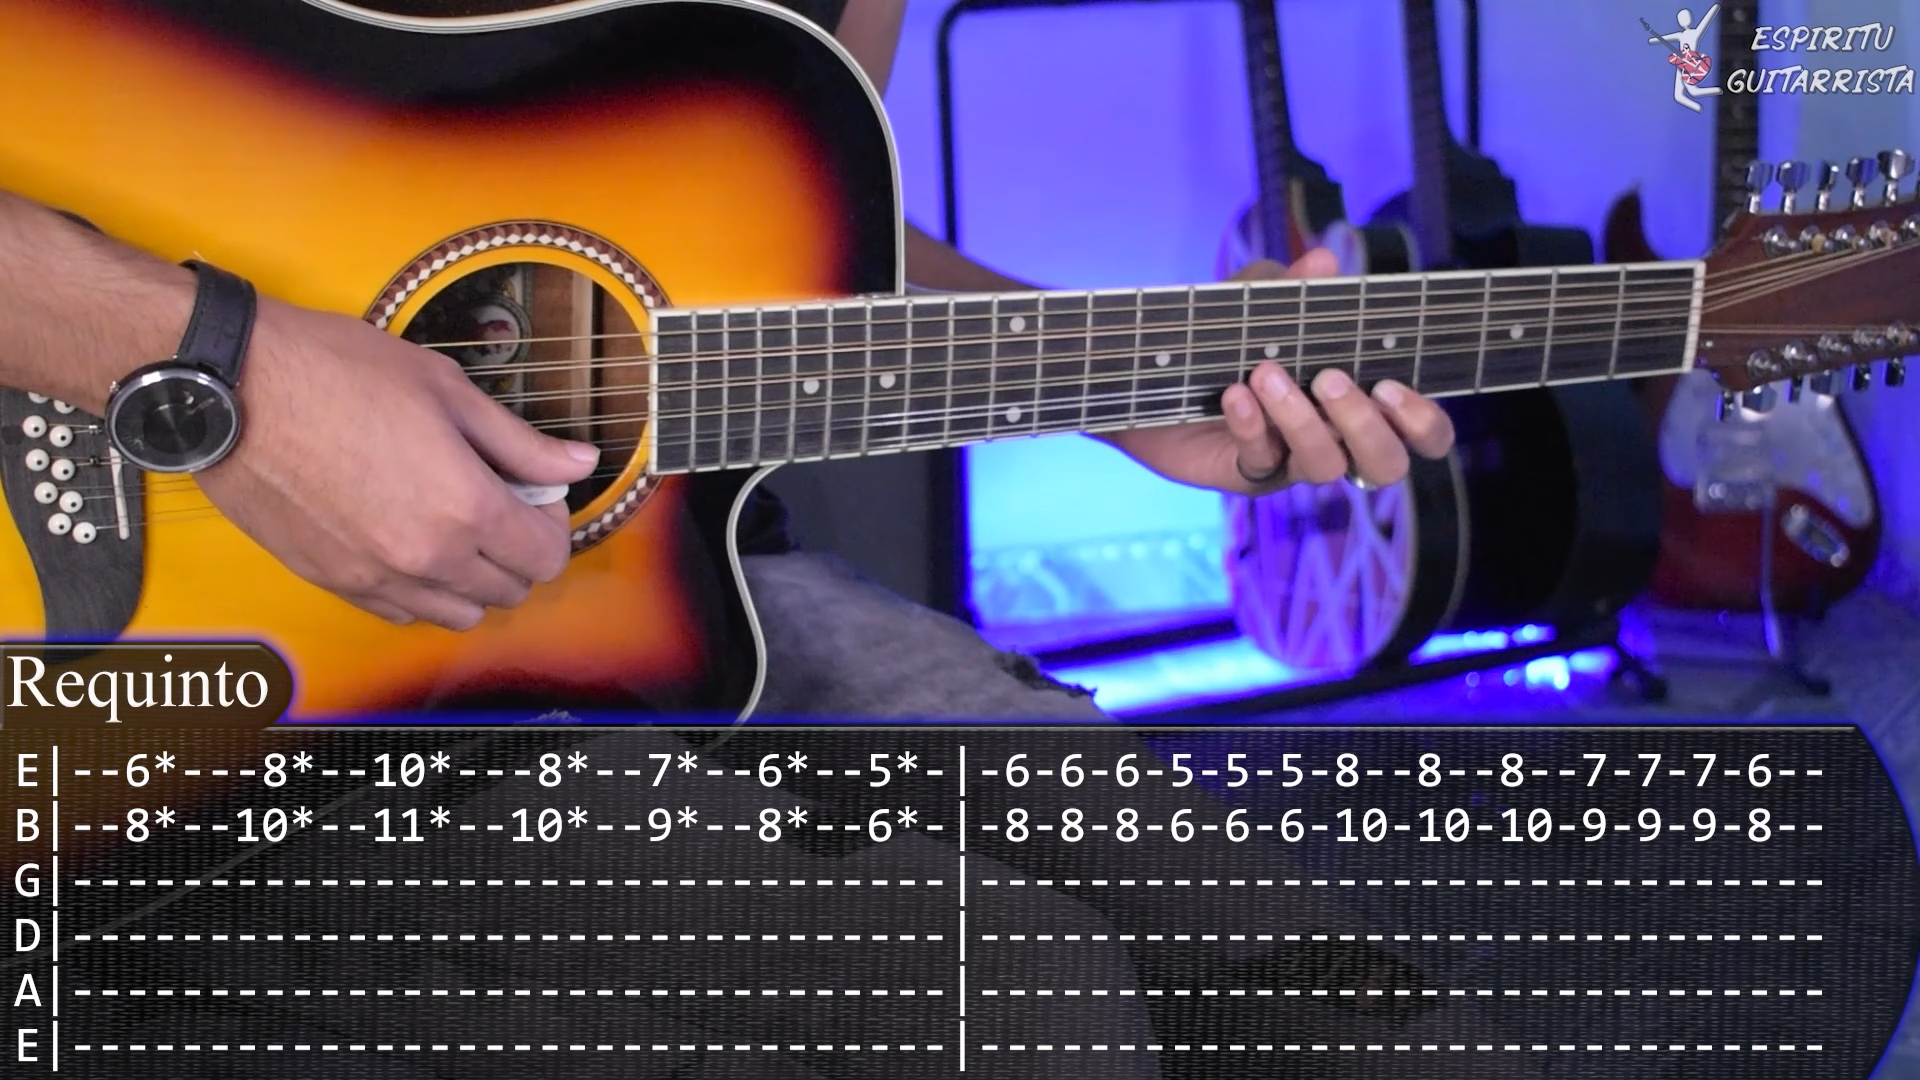 ESPIRITU
GUITARRISTA
Requinto
E|--6*---8*--10*---8*--7*--6*--5*-|-6-6-6-5-5-5-8--8--8--7-7-7-6--
B|--8*--10*--11*--10*--9*--8*--6*-|-8-8-8-6-6-6-10-10-10-9-9-9-8--
G|--------------------------------|-------------------------------
D|--------------------------------|-------------------------------
A|--------------------------------|-------------------------------
E|--------------------------------|-------------------------------